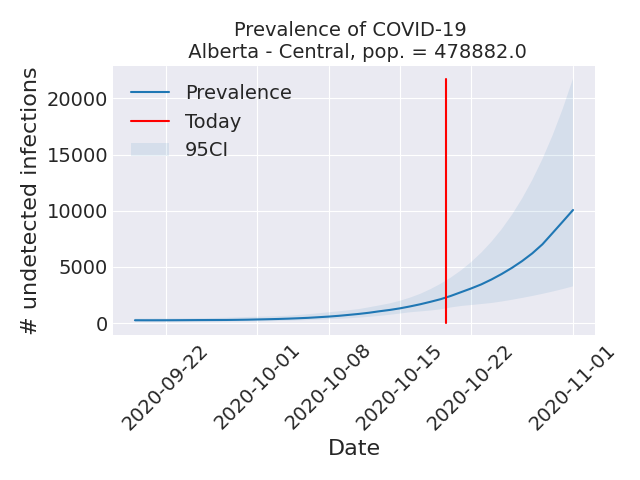 Prevalence of COVID-19
Alberta - Central, pop. = 478882.0
Prevalence
Today
95CI
# undetected infections
20000
15000
10000
5000
0
2020-09-22
2020-10-01
2020-10-08
2020-10-15
2020-10-22
2020-11-01
Date